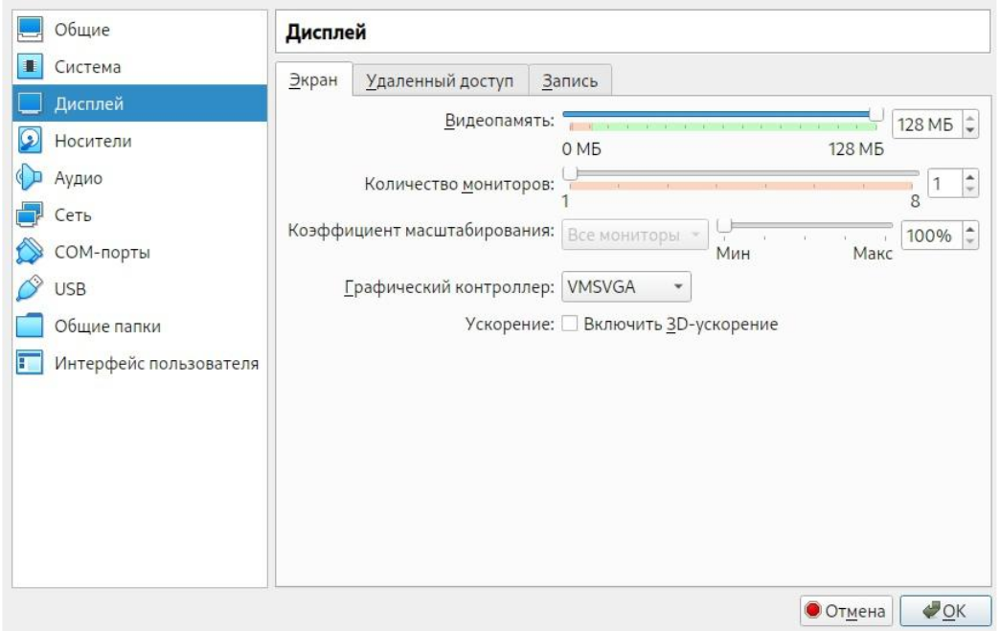 Общие
Система
Дисплей
Носители
Аудио
Сеть
COM-порты
USB
Общие папки
Интерфейс пользователя
Дисплей
Экран Удаленный доступ Запись
Видеопамять: 128 МБ
0 МБ 128 МБ
Количество мониторов: 1
1 8
Коэффициент масштабирования: Все мониторы 100%
Мин Макс
Графический контроллер: VMSVGA
Ускорение: Включить 3D-ускорение
Отмена OK